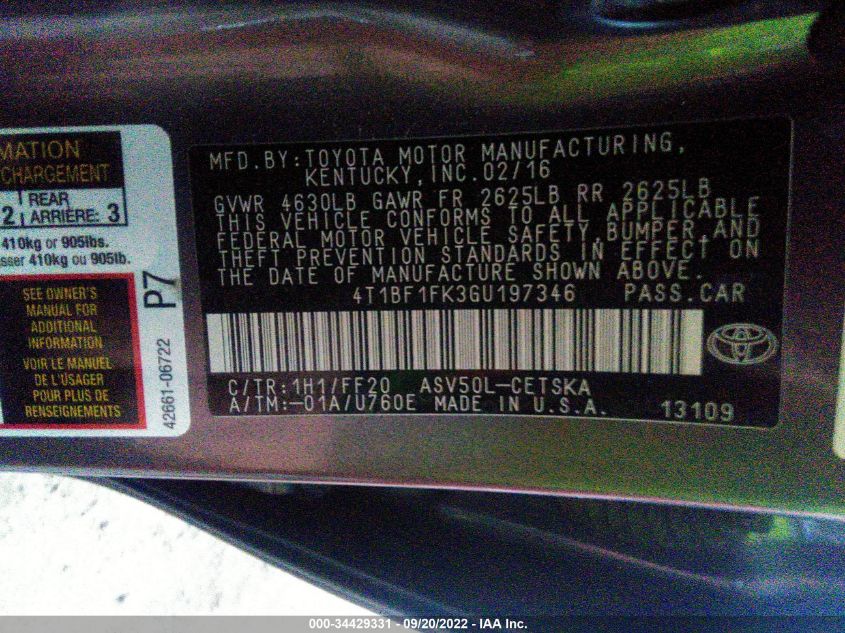 MATION
CHARGEMENT
2 REAR ARRIÈRE: 3
410kg or 905lbs.
sser 410kg ou 905lb.
SEE OWNER'S
MANUAL FOR
ADDITIONAL
INFORMATION
VOIR LE MANUEL
DE L'USAGER
POUR PLUS DE
RENSEIGNEMENTS
P7
42661-06722
MFD.BY:TOYOTA MOTOR MANUFACTURING,
KENTUCKY,INC.02/16
GVWR 4630LB GAWR FR 2625LB RR 2625LB
THIS VEHICLE CONFORMS TO ALL APPLICABLE
FEDERAL MOTOR VEHICLE SAFETY,BUMPER,AND
THEFT PREVENTION STANDARDS IN EFFECT ON
THE DATE OF MANUFACTURE SHOWN ABOVE.
4T1BF1FK3GU197346 PASS.CAR
C/TR:1H1/FF20 ASV50L-CETSKA
A/TM:-01A/U760E MADE IN U.S.A. 13109
000-34429331 - 09/20/2022 - IAA Inc.